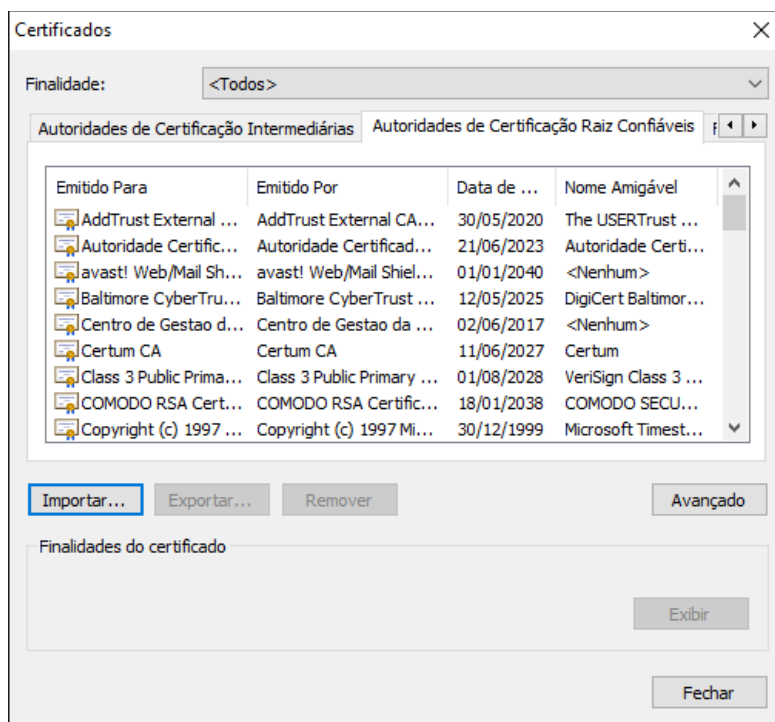 Certificados
Finalidade: <Todos>
Autoridades de Certificação Intermediárias Autoridades de Certificação Raiz Confiáveis
Emitido Para Emitido Por Data de ... Nome Amigável
AddTrust External ... AddTrust External CA... 30/05/2020 The USERTrust ...
Autoridade Certific... Autoridade Certificad... 21/06/2023 Autoridade Certi...
avast! Web/Mail Sh... avast! Web/Mail Shiel... 01/01/2040 <Nenhum>
Baltimore CyberTru... Baltimore CyberTrust ... 12/05/2025 DigiCert Baltimor...
Centro de Gestao d... Centro de Gestao da ... 02/06/2017 <Nenhum>
Certum CA Certum CA 11/06/2027 Certum
Class 3 Public Prima... Class 3 Public Primary ... 01/08/2028 VeriSign Class 3 ...
COMODO RSA Cert... COMODO RSA Certific... 18/01/2038 COMODO SECU...
Copyright (c) 1997 ... Copyright (c) 1997 Mi... 30/12/1999 Microsoft Timest...
Importar... Exportar... Remover Avançado
Finalidades do certificado
Exibir
Fechar